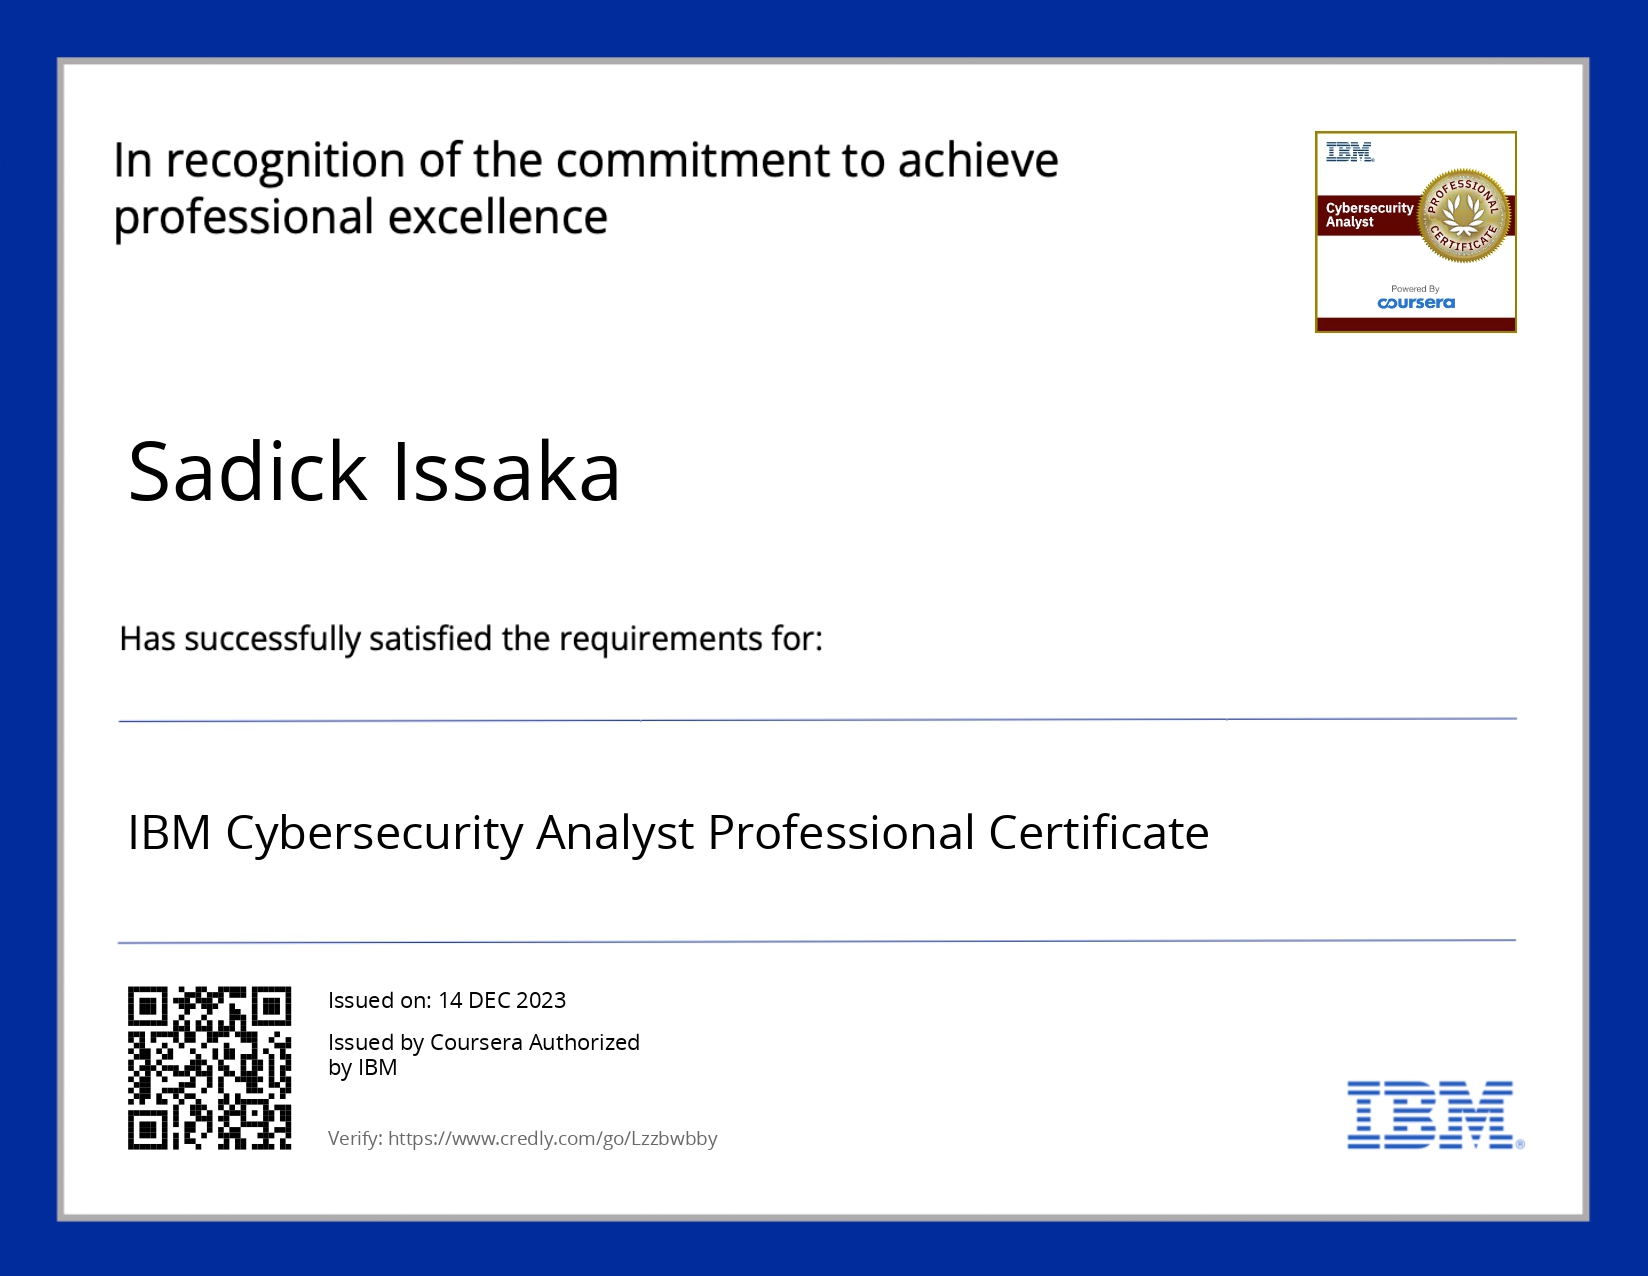 In recognition of the commitment to achieve
professional excellence
IBM
Cybersecurity
Analyst
PROFESSIONAL
CERTIFICATE
Powered By
coursera
Sadick Issaka
Has successfully satisfied the requirements for:
IBM Cybersecurity Analyst Professional Certificate
Issued on: 14 DEC 2023
Issued by Coursera Authorized
by IBM
Verify: https://www.credly.com/go/Lzzbwbby
IBM®